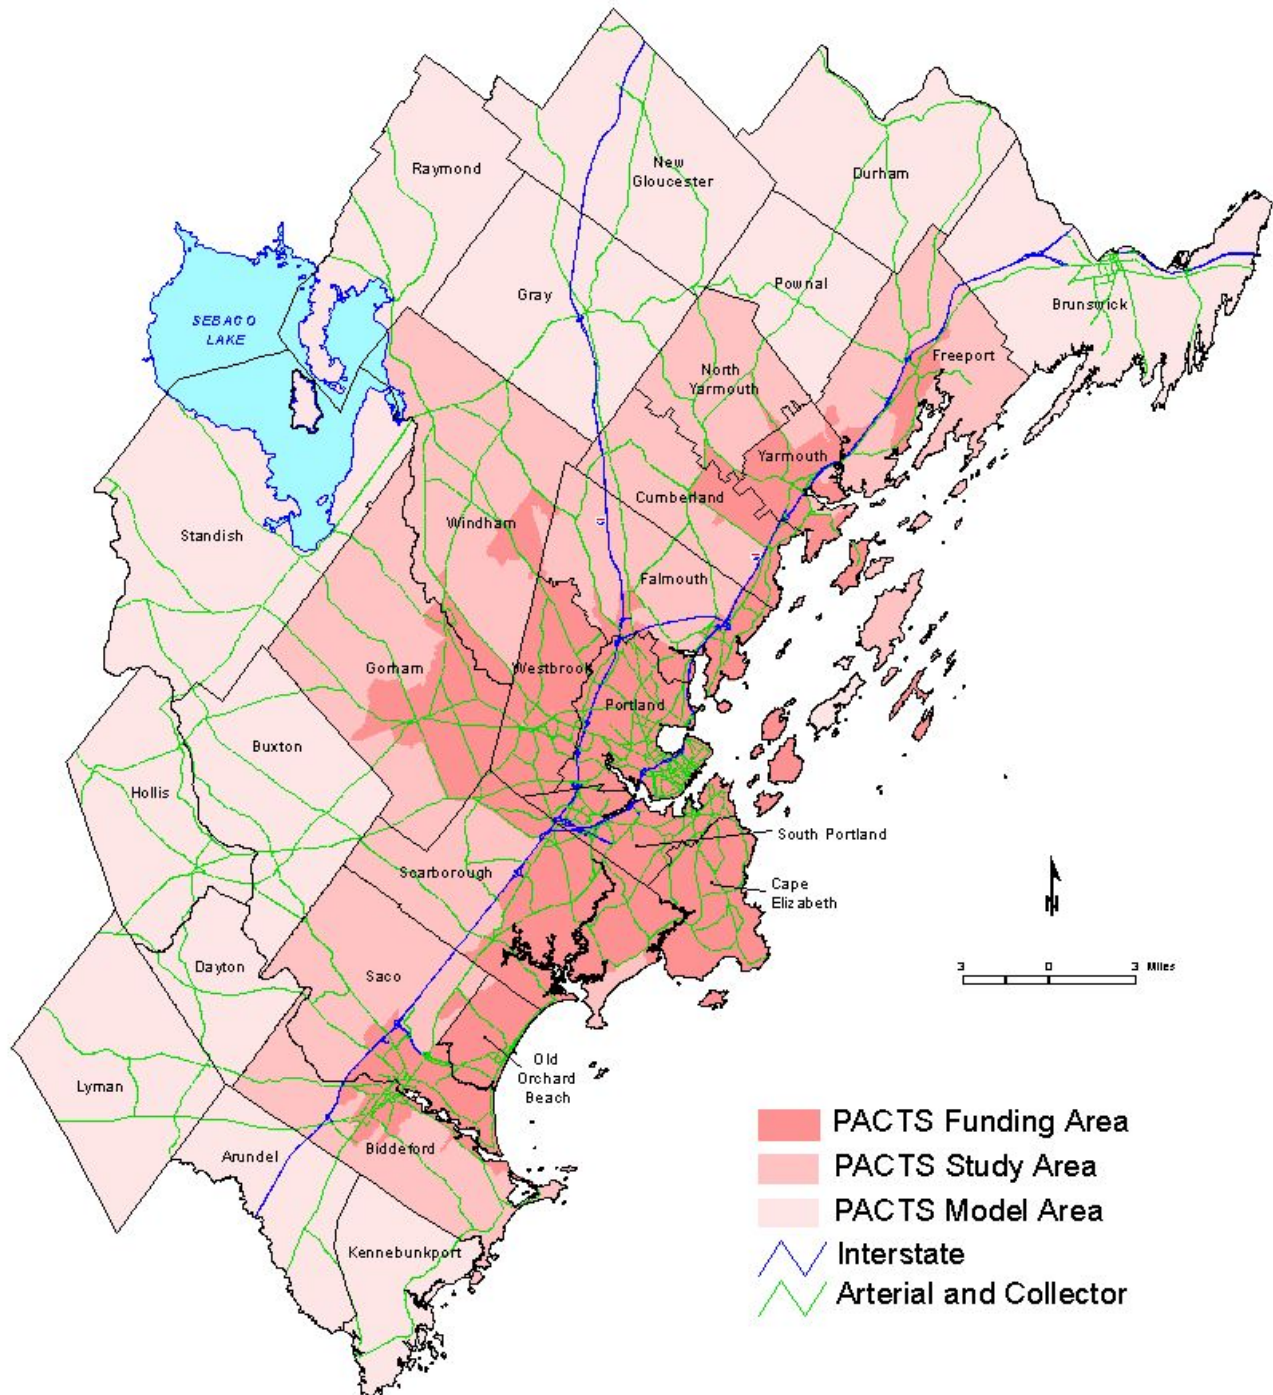 Raymond
New
Gloucester
Durham
SEBAGO
LAKE
Gray
Pownal
Brunswick
North
Yarmouth
Freeport
Yarmouth
Cumberland
Standish
Windham
Falmouth
Gorham
Westbrook
Portland
Buxton
Hollis
South Portland
Scarborough
Cape
Elizabeth
N
Dayton
Saco
3 0 3 Miles
Old
Orchard
Beach
Lyman
Arundel
Biddeford
Kennebunkport
PACTS Funding Area
PACTS Study Area
PACTS Model Area
Interstate
Arterial and Collector